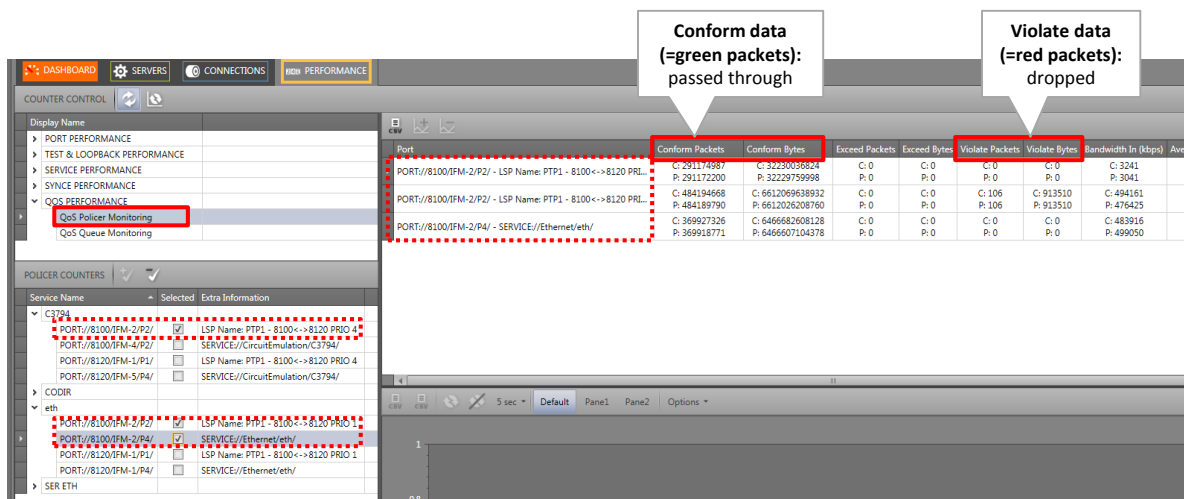 Conform data
(=green packets):
passed through
Violate data
(=red packets):
dropped
DASHBOARD SERVERS CONNECTIONS PERFORMANCE
COUNTER CONTROL
Display Name
PORT PERFORMANCE
TEST & LOOPBACK PERFORMANCE
SERVICE PERFORMANCE
SYNCE PERFORMANCE
QOS PERFORMANCE
QoS Policer Monitoring
QoS Queue Monitoring
POLICER COUNTERS
Service Name Selected Extra Information
C3794
PORT://8100/IFM-2/P2/ LSP Name: PTP1 - 8100<->8120 PRIO 4
PORT://8100/IFM-4/P2/ SERVICE://CircuitEmulation/C3794/
PORT://8120/IFM-1/P1/ LSP Name: PTP1 - 8100<->8120 PRIO 4
PORT://8120/IFM-5/P4/ SERVICE://CircuitEmulation/C3794/
CODIR
eth
PORT://8100/IFM-2/P2/ LSP Name: PTP1 - 8100<->8120 PRIO 1
PORT://8100/IFM-2/P4/ SERVICE://Ethernet/eth/
PORT://8120/IFM-1/P1/ LSP Name: PTP1 - 8100<->8120 PRIO 1
PORT://8120/IFM-1/P4/ SERVICE://Ethernet/eth/
SER ETH
CSV
Port Conform Packets Conform Bytes Exceed Packets Exceed Bytes Violate Packets Violate Bytes Bandwidth In (kbps) Ave
PORT://8100/IFM-2/P2/ - LSP Name: PTP1 - 8100<->8120 PRI...
C: 291174987 C: 32230036824 C: 0 C: 0 C: 0 C: 0 C: 3241
P: 291172200 P: 32229759998 P: 0 P: 0 P: 0 P: 0 P: 3041
PORT://8100/IFM-2/P2/ - LSP Name: PTP1 - 8100<->8120 PRI...
C: 484194668 C: 6612069638932 C: 0 C: 0 C: 106 C: 913510 C: 494161
P: 484189790 P: 6612026208760 P: 0 P: 0 P: 106 P: 913510 P: 476425
PORT://8100/IFM-2/P4/ - SERVICE://Ethernet/eth/
C: 369927326 C: 6466682608128 C: 0 C: 0 C: 0 C: 0 C: 483916
P: 369918771 P: 6466607104378 P: 0 P: 0 P: 0 P: 0 P: 499050
CSV CSV 5 sec Default Panel Panel2 Options
1
0.8